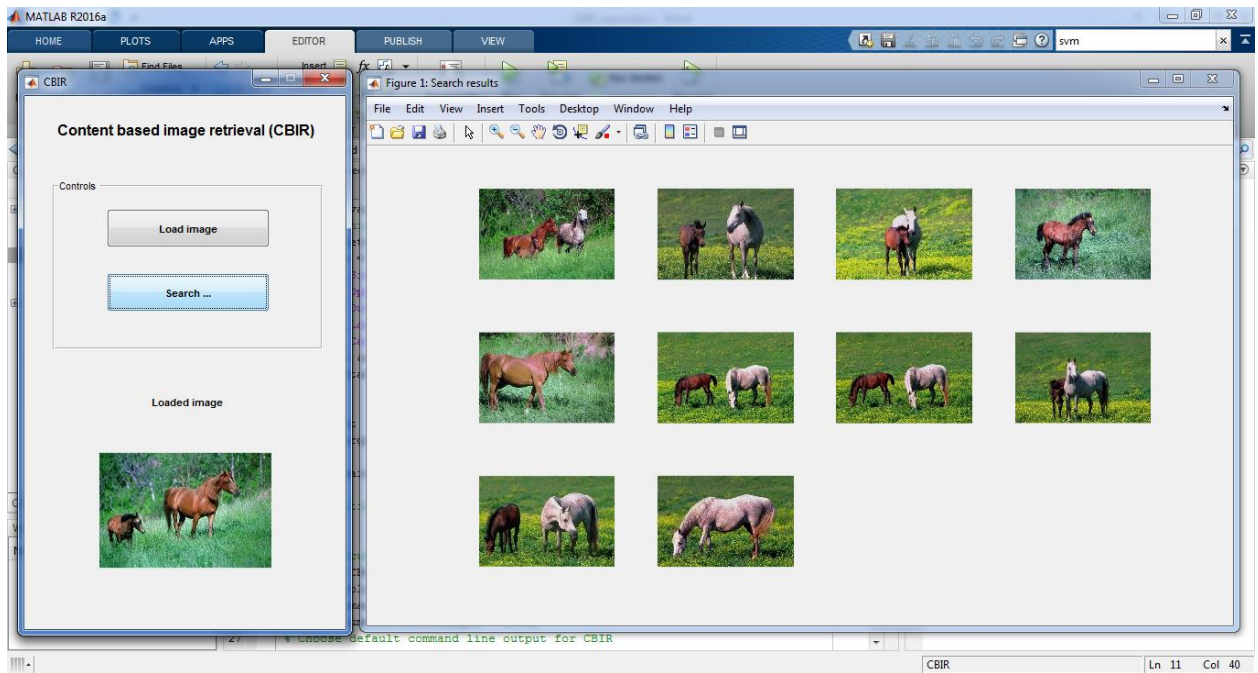 MATLAB R2016a
HOME PLOTS APPS EDITOR PUBLISH VIEW
svm
Find Files
Insert fx
CBIR
Content based image retrieval (CBIR)
Controls
Load image
Search ...
Loaded image
Figure 1: Search results
File Edit View Insert Tools Desktop Window Help
27 % Choose default command line output for CBIR
CBIR Ln 11 Col 40